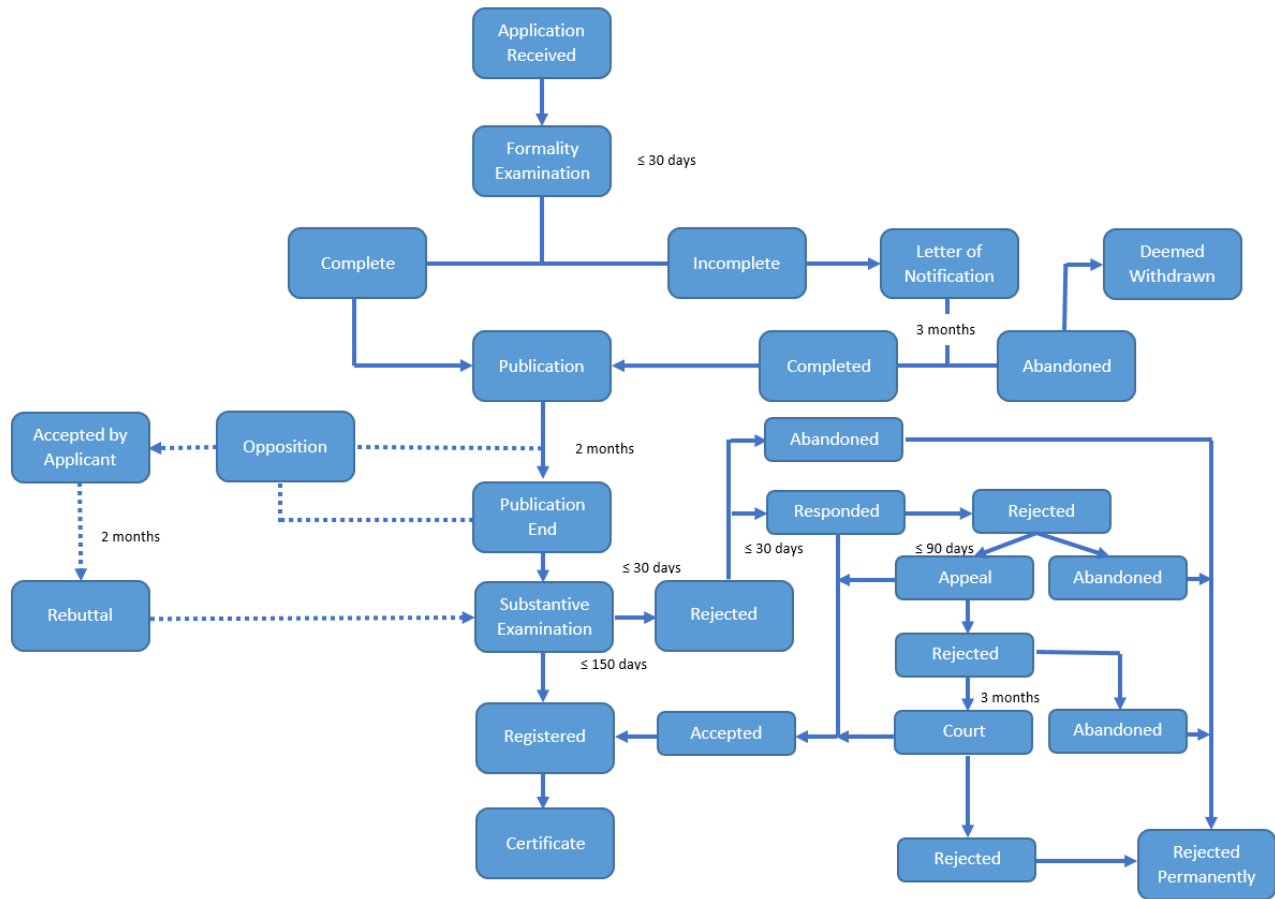 Application
Received
Formality
Examination
≤ 30 days
Complete
Incomplete
Letter of
Notification
Deemed
Withdrawn
3 months
Publication
Completed
Abandoned
Accepted by
Applicant
Opposition
2 months
Abandoned
Publication
End
Responded
Rejected
2 months
≤ 30 days
≤ 30 days
≤ 90 days
Rebuttal
Substantive
Examination
Rejected
Appeal
Abandoned
≤ 150 days
Rejected
3 months
Registered
Accepted
Court
Abandoned
Certificate
Rejected
Rejected
Permanently